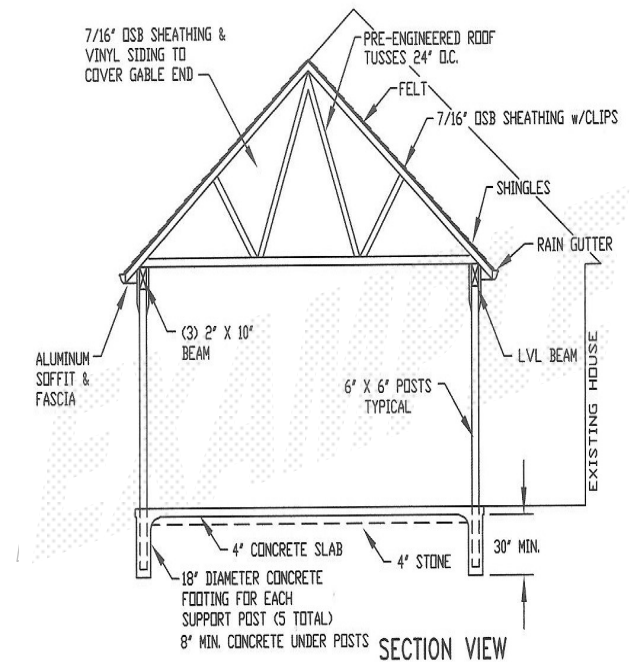 7/16" OSB SHEATHING &
VINYL SIDING TO
COVER GABLE END
PRE-ENGINEERED ROOF
TUSSES 24" O.C.
FELT
7/16" OSB SHEATHING w/CLIPS
SHINGLES
RAIN GUTTER
(3) 2" X 10"
BEAM
LVL BEAM
ALUMINUM
SOFFIT &
FASCIA
6" X 6" POSTS
TYPICAL
EXISTING HOUSE
4" CONCRETE SLAB
4" STONE
30" MIN.
18" DIAMETER CONCRETE
FOOTING FOR EACH
SUPPORT POST (5 TOTAL)
8" MIN. CONCRETE UNDER POSTS
SECTION VIEW
EXAMPLE